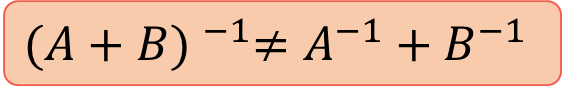 (A + B) ⁻¹≠ A⁻¹ + B⁻¹